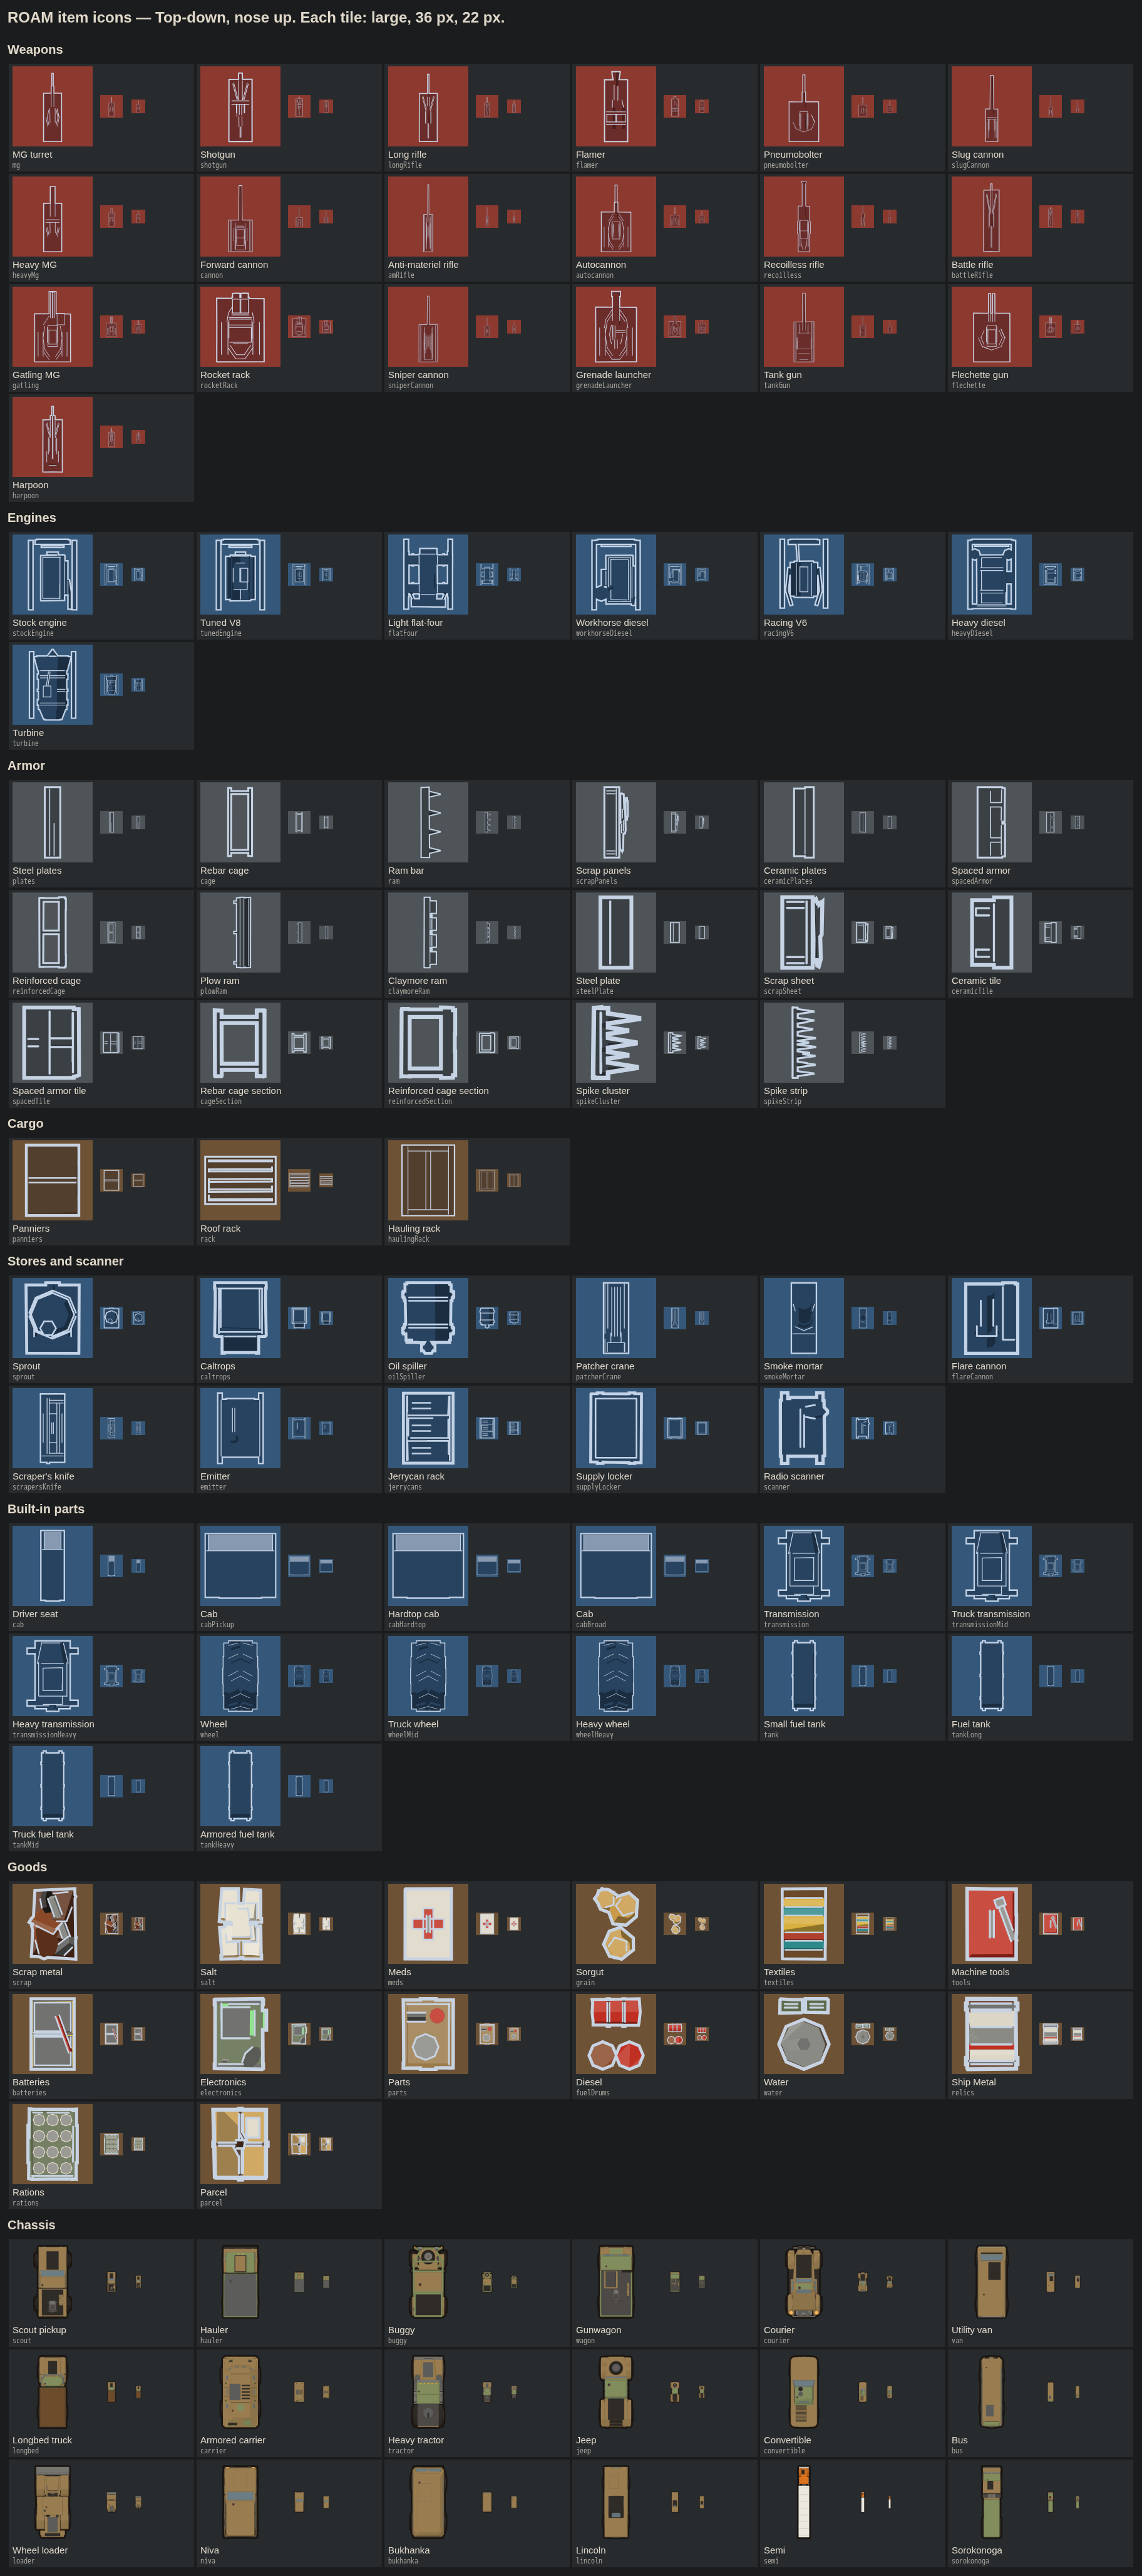 ROAM item icons — Top-down, nose up. Each tile: large, 36 px, 22 px.
Weapons
MG turret
mg
Shotgun
shotgun
Long rifle
longRifle
Flamer
flamer
Pneumobolter
pneumobolter
Slug cannon
slugCannon
Heavy MG
heavyMg
Forward cannon
cannon
Anti-materiel rifle
amRifle
Autocannon
autocannon
Recoilless rifle
recoilless
Battle rifle
battleRifle
Gatling MG
gatling
Rocket rack
rocketRack
Sniper cannon
sniperCannon
Grenade launcher
grenadeLauncher
Tank gun
tankGun
Flechette gun
flechette
Harpoon
harpoon
Engines
Stock engine
stockEngine
Tuned V8
tunedEngine
Light flat-four
flatFour
Workhorse diesel
workhorseDiesel
Racing V6
racingV6
Heavy diesel
heavyDiesel
Turbine
turbine
Armor
Steel plates
plates
Rebar cage
cage
Ram bar
ram
Scrap panels
scrapPanels
Ceramic plates
ceramicPlates
Spaced armor
spacedArmor
Reinforced cage
reinforcedCage
Plow ram
plowRam
Claymore ram
claymoreRam
Steel plate
steelPlate
Scrap sheet
scrapSheet
Ceramic tile
ceramicTile
Spaced armor tile
spacedTile
Rebar cage section
cageSection
Reinforced cage section
reinforcedSection
Spike cluster
spikeCluster
Spike strip
spikeStrip
Cargo
Panniers
panniers
Roof rack
rack
Hauling rack
haulingRack
Stores and scanner
Sprout
sprout
Caltrops
caltrops
Oil spiller
oilSpiller
Patcher crane
patcherCrane
Smoke mortar
smokeMortar
Flare cannon
flareCannon
Scraper's knife
scrapersKnife
Emitter
emitter
Jerrycan rack
jerrycans
Supply locker
supplyLocker
Radio scanner
scanner
Built-in parts
Driver seat
cab
Cab
cabPickup
Hardtop cab
cabHardtop
Cab
cabBroad
Transmission
transmission
Truck transmission
transmissionMid
Heavy transmission
transmissionHeavy
Wheel
wheel
Truck wheel
wheelMid
Heavy wheel
wheelHeavy
Small fuel tank
tank
Fuel tank
tankLong
Truck fuel tank
tankMid
Armored fuel tank
tankHeavy
Goods
Scrap metal
scrap
Salt
salt
Meds
meds
Sorgut
grain
Textiles
textiles
Machine tools
tools
Batteries
batteries
Electronics
electronics
Parts
parts
Diesel
fuelDrums
Water
water
Ship Metal
relics
Rations
rations
Parcel
parcel
Chassis
Scout pickup
scout
Hauler
hauler
Buggy
buggy
Gunwagon
wagon
Courier
courier
Utility van
van
Longbed truck
longbed
Armored carrier
carrier
Heavy tractor
tractor
Jeep
jeep
Convertible
convertible
Bus
bus
Wheel loader
loader
Niva
niva
Bukhanka
bukhanka
Lincoln
lincoln
Semi
semi
Sorokonoga
sorokonoga